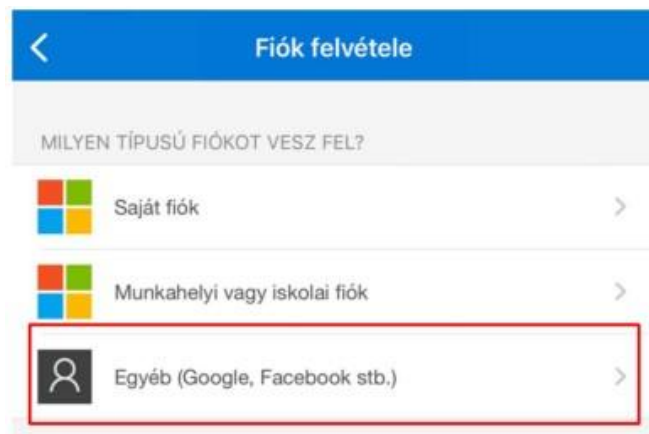 Fiók felvétele
MILYEN TÍPUSÚ FIÓKOT VESZ FEL?
Saját fiók
Munkahelyi vagy iskolai fiók
Egyéb (Google, Facebook stb.)